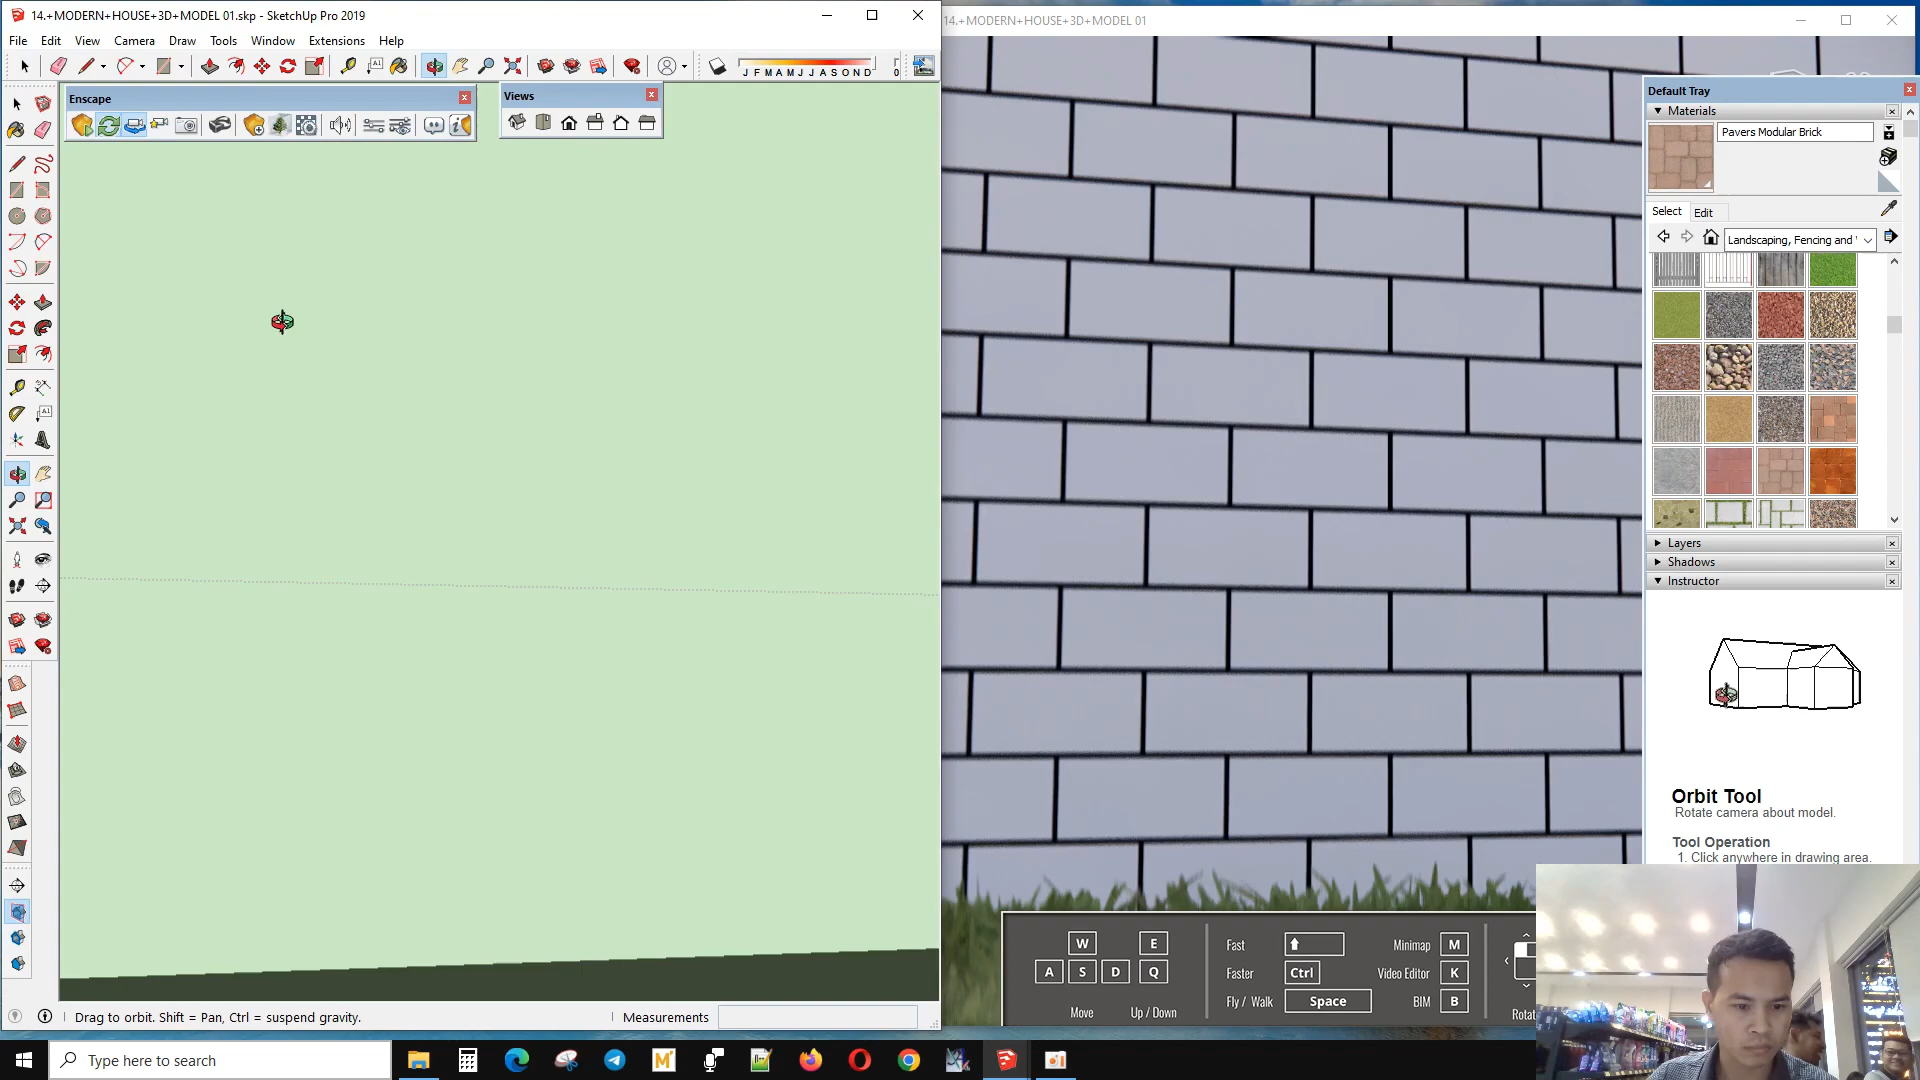 14.+MODERN+HOUSE+3D+MODEL 01.skp - SketchUp Pro 2019
14.+MODERN+HOUSE+3D+MODEL 01
File Edit View Camera Draw Tools Window Extensions Help
J F M A M J J A S O N D
Enscape
Views
Default Tray
Materials
Pavers Modular Brick
Select Edit
Landscaping, Fencing and '
Layers
Shadows
Instructor
Orbit Tool
Rotate camera about model.
Tool Operation
1. Click anywhere in drawing area.
W E Fast Minimap M
A S D Q Faster Ctrl Video Editor K
Fly / Walk Space BIM B
Move Up / Down Rotat
Drag to orbit. Shift = Pan, Ctrl = suspend gravity. Measurements
Type here to search